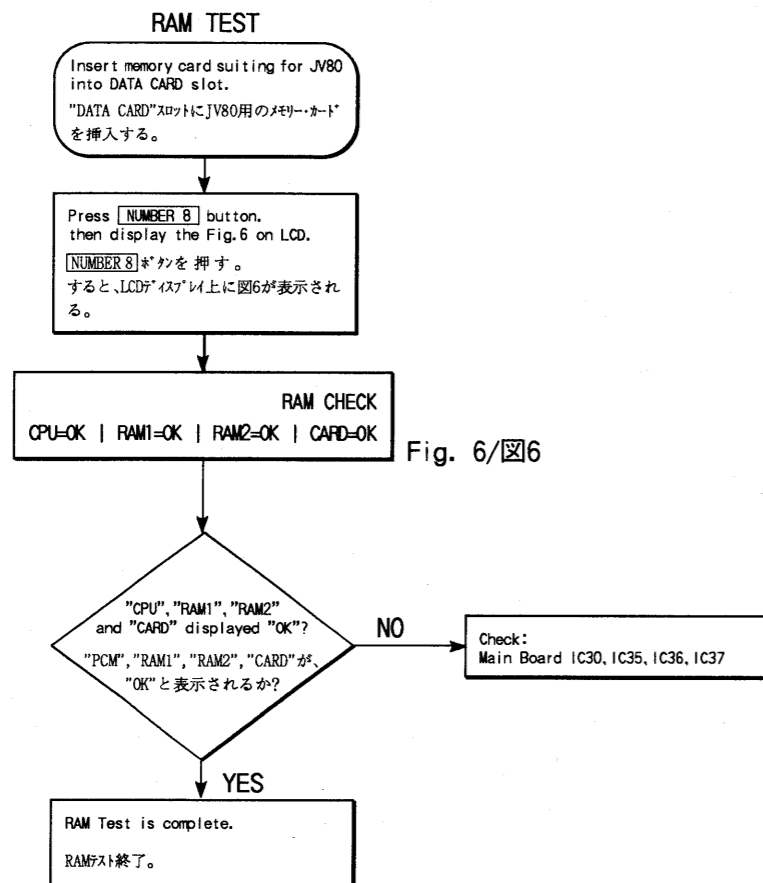 RAM TEST
Insert memory card suiting for JV80
into DATA CARD slot.
"DATA CARD"スロットにJV80用のメモリー・カード
を挿入する。
Press NUMBER 8 button.
then display the Fig.6 on LCD.
NUMBER 8 ボタンを押す。
すると、LCDディスプレイ上に図6が表示され
る。
RAM CHECK
CPU=OK | RAM1=OK | RAM2=OK | CARD=OK
Fig. 6/図6
"CPU","RAM1","RAM2"
and "CARD" displayed "OK"?
"PCM","RAM1","RAM2","CARD"が、
"OK"と表示されるか?
NO
Check:
Main Board IC30,IC35,IC36,IC37
YES
RAM Test is complete.
RAMテスト終了。